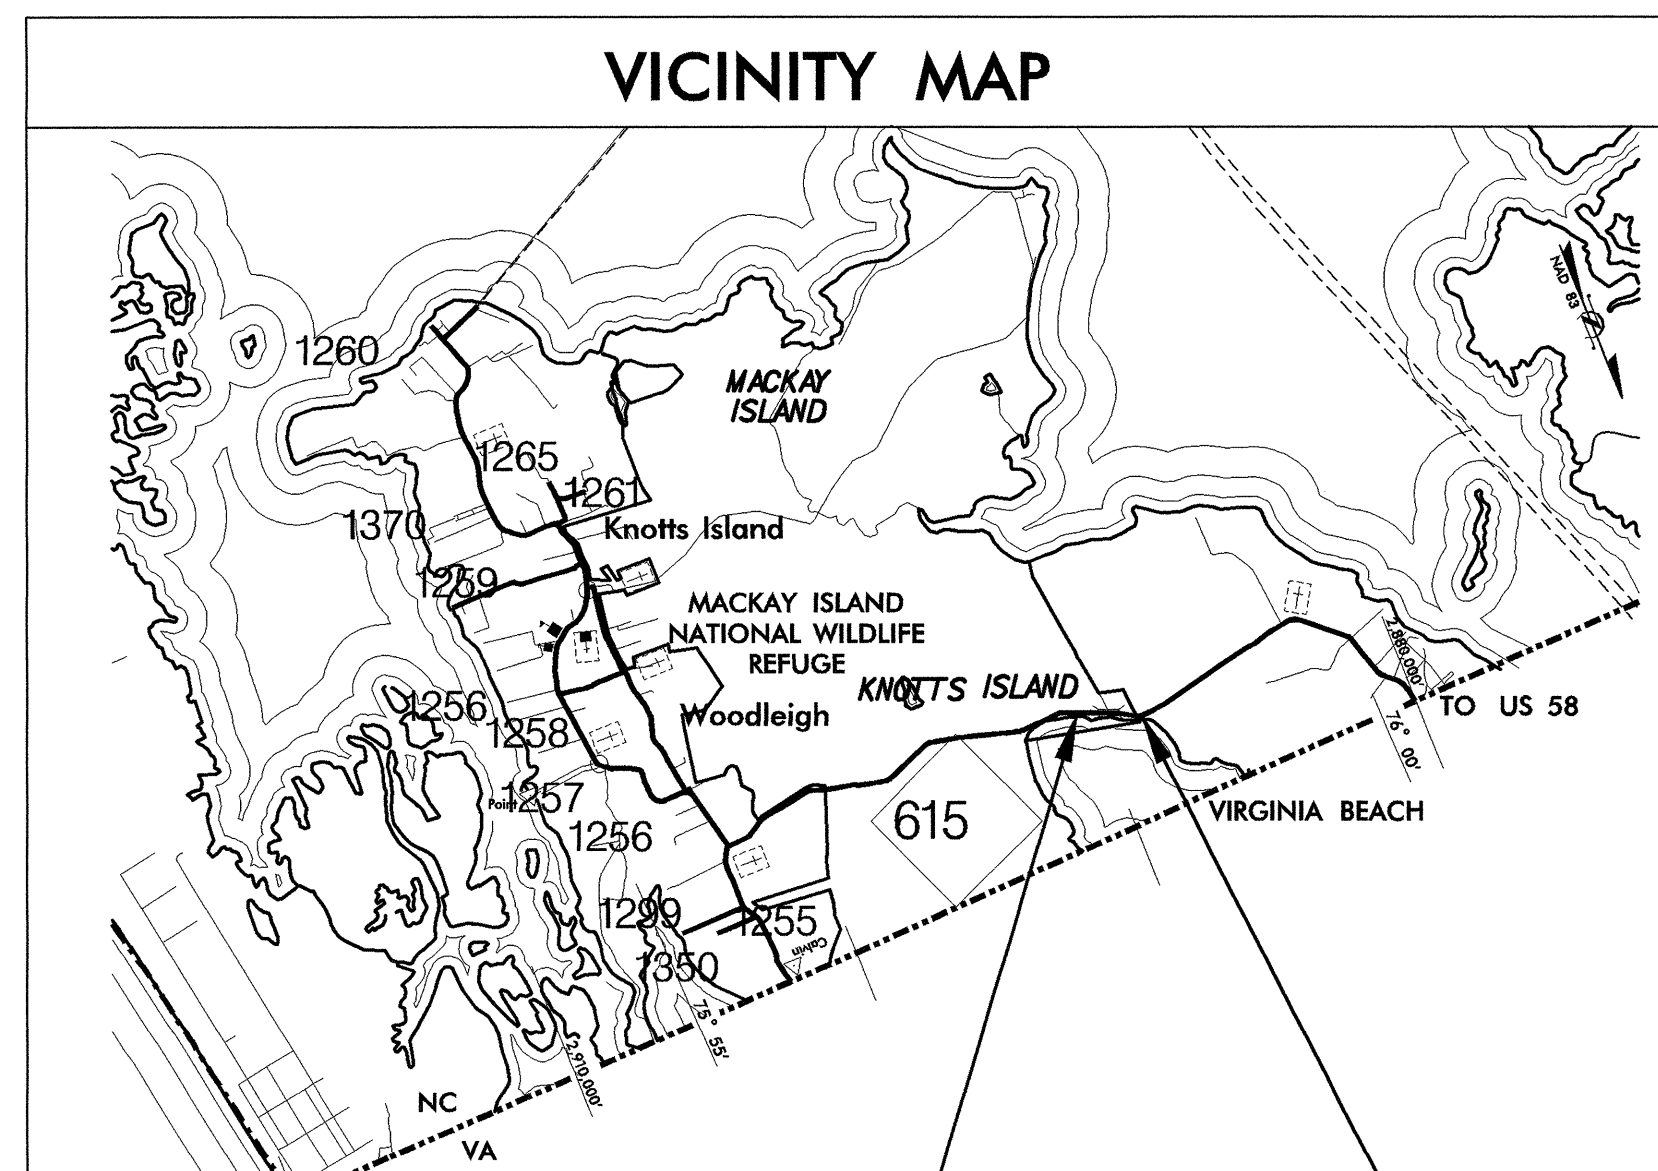 VICINITY MAP
NAD 83
1260
MACKAY
ISLAND
1265
1261
1370
Knotts Island
1259
MACKAY ISLAND
NATIONAL WILDLIFE
REFUGE
2,880,000'
KNOTTS ISLAND
1256
Woodleigh
TO US 58
1258
76° 00'
Point
1257
VIRGINIA BEACH
615
1256
1299
1255
Calvin
1350
75° 55'
2,910,000'
NC
VA